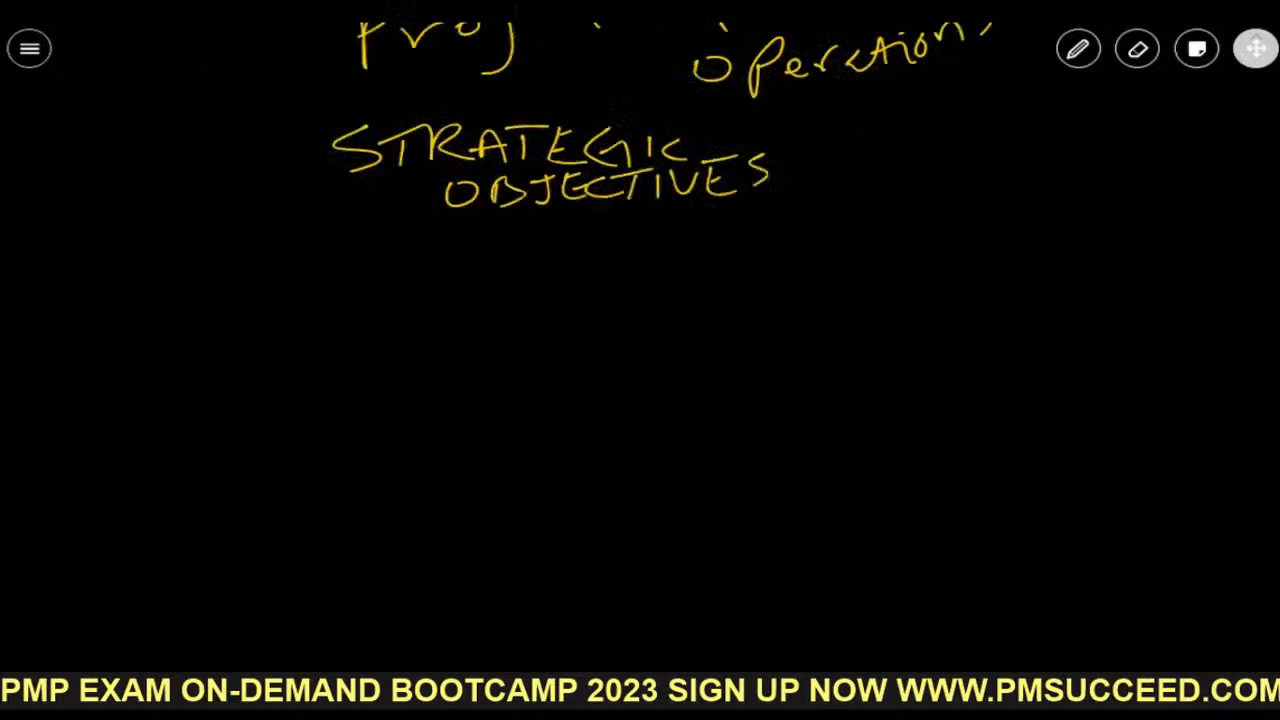 Proj operations
STRATEGIC
OBJECTIVES
PMP EXAM ON-DEMAND BOOTCAMP 2023 SIGN UP NOW WWW.PMSUCCEED.COM